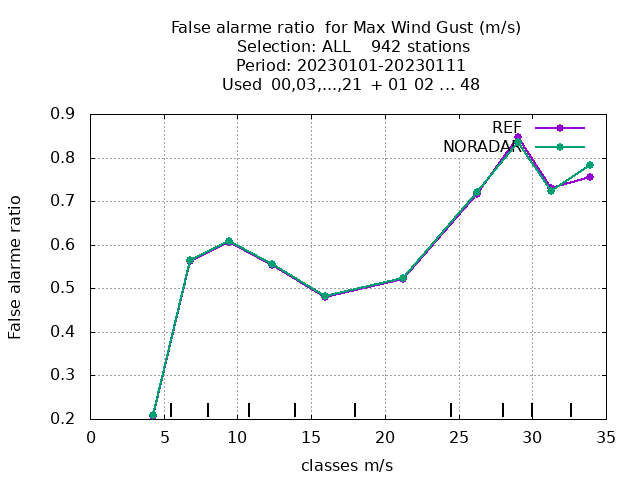 False alarme ratio  for Max Wind Gust (m/s)
Selection: ALL    942 stations
Period: 20230101-20230111
Used  00,03,...,21  + 01 02 ... 48
REF
NORADAR
False alarme ratio
0.9
0.8
0.7
0.6
0.5
0.4
0.3
0.2
0 5 10 15 20 25 30 35
classes m/s